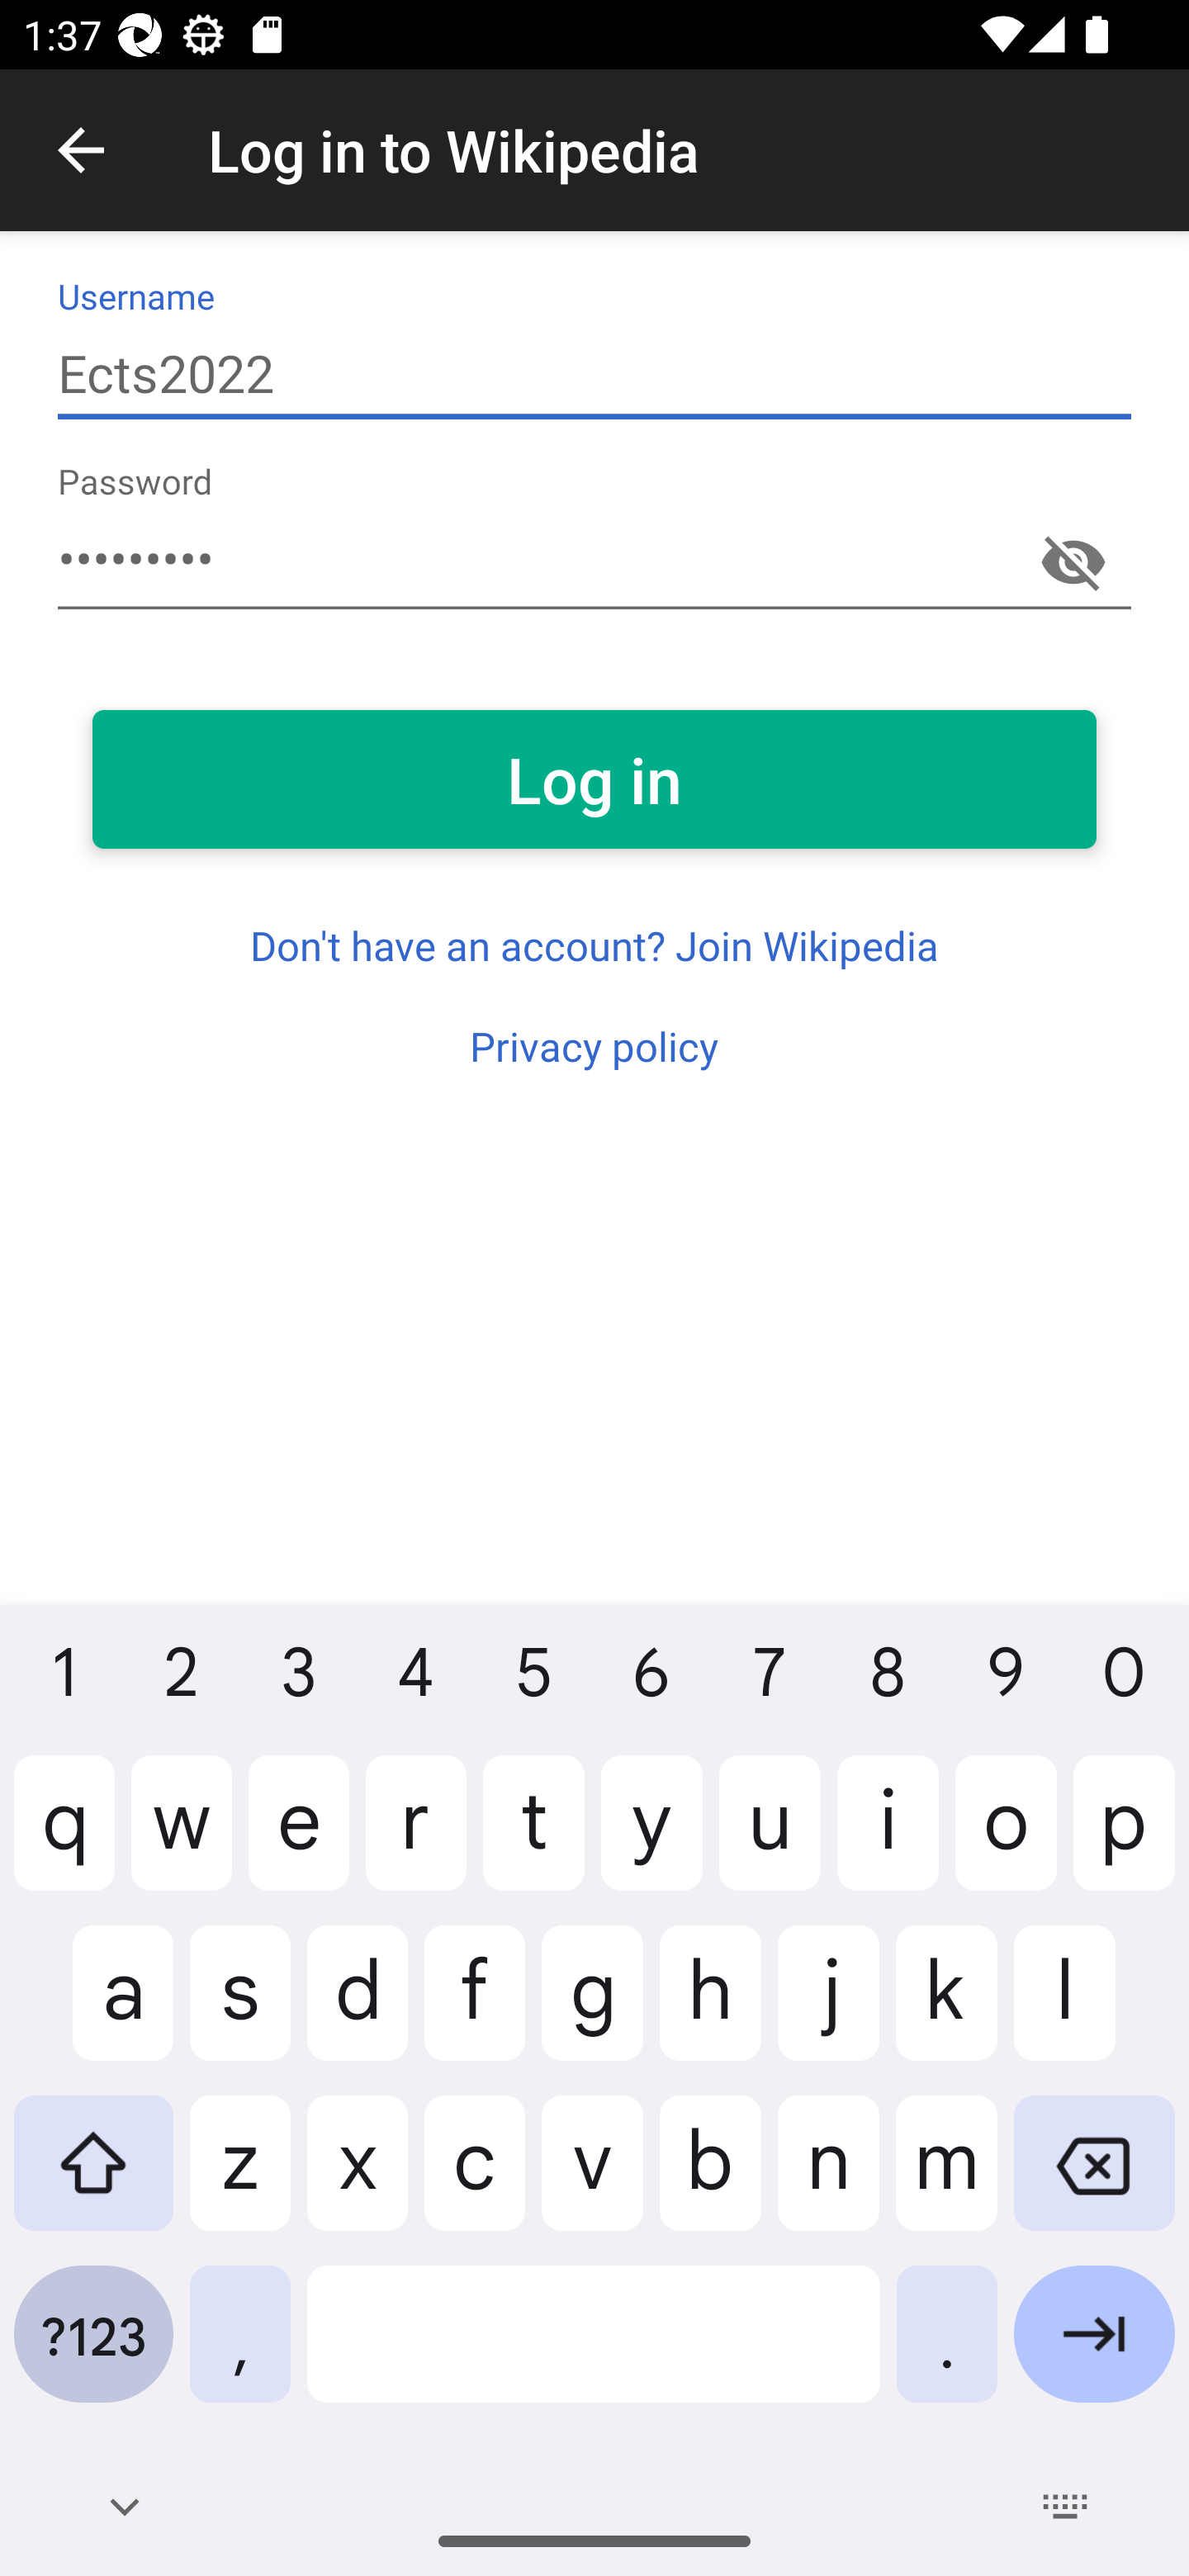 1:37
Log in to Wikipedia
Username
Ects2022
Password
•••••••••
Log in
Don't have an account? Join Wikipedia
Privacy policy
1 2 3 4 5 6 7 8 9 0
q w e r t y u i o p
a s d f g h j k l
z x c v b n m
?123 , .